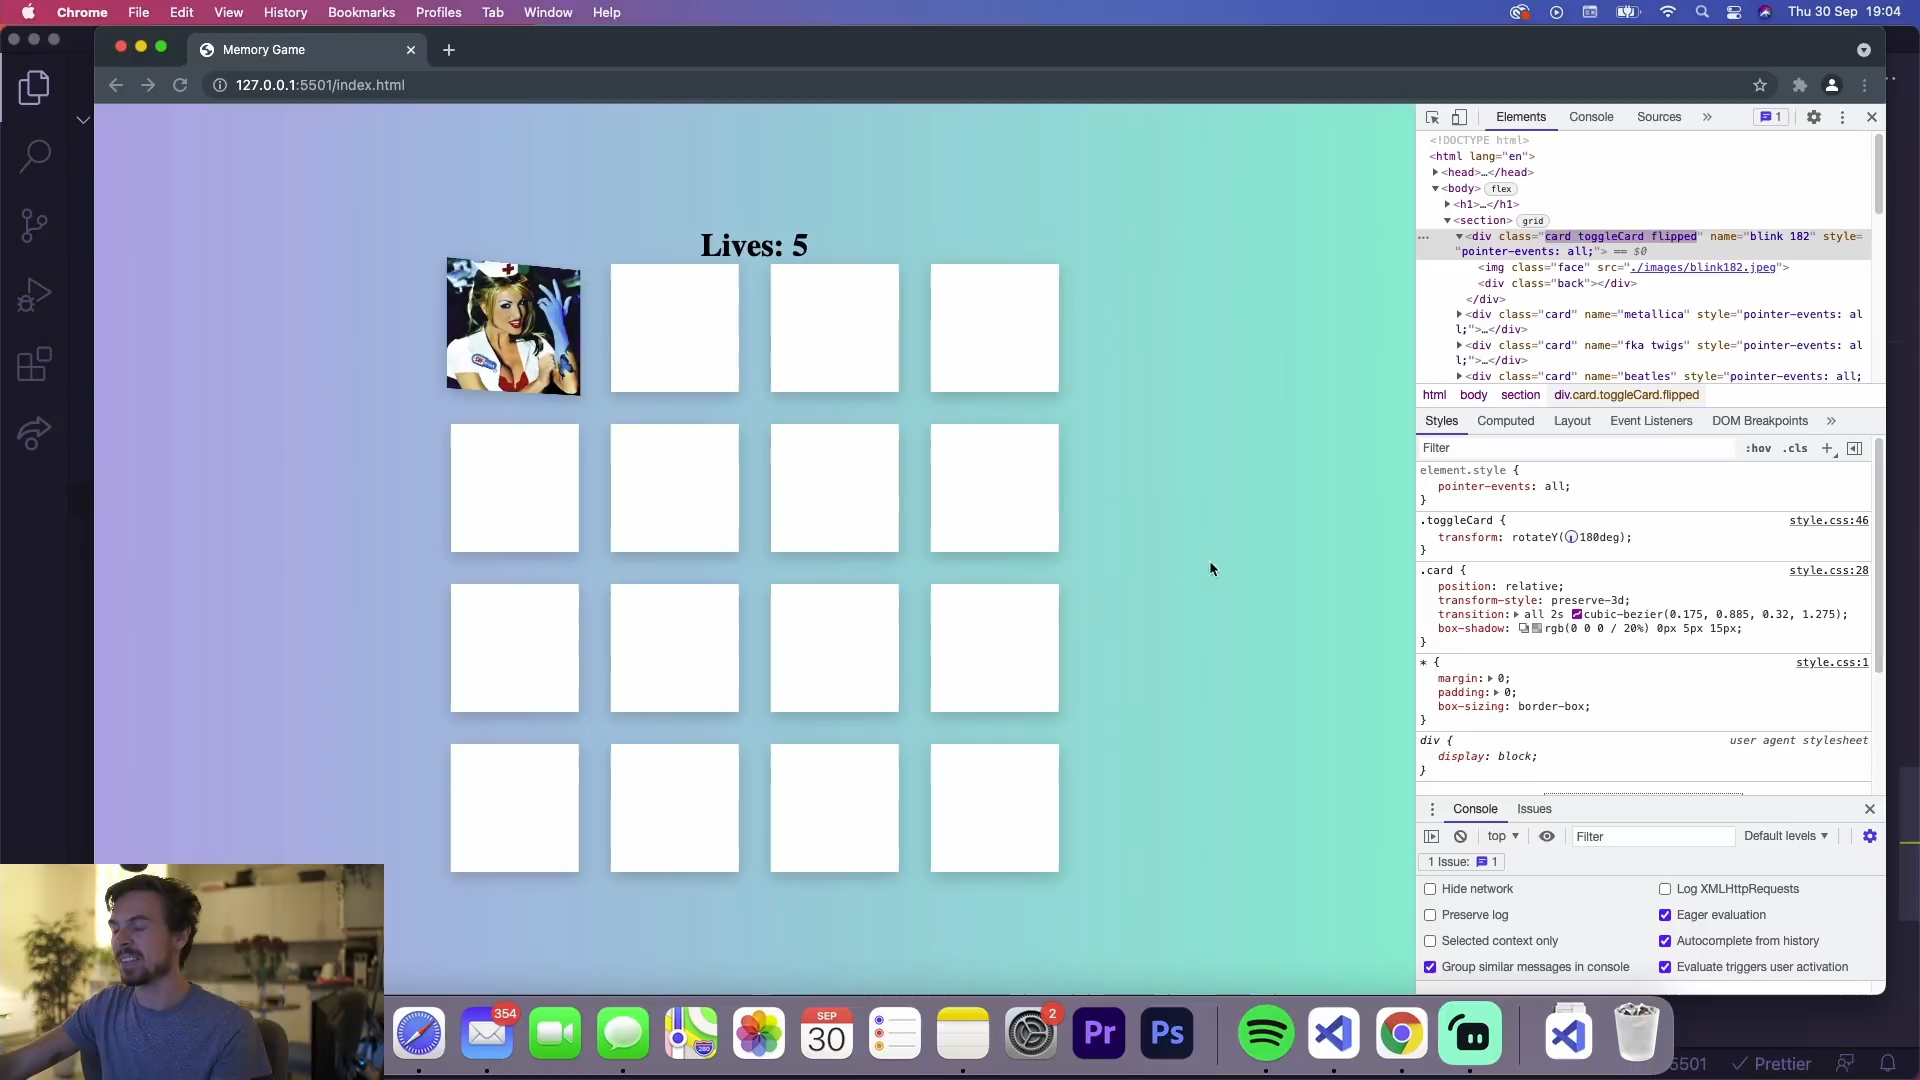 Chrome File Edit View History Bookmarks Profiles Tab Window Help Thu 30 Sep 19:04
Memory Game
127.0.0.1:5501/index.html
Lives: 5
Elements Console Sources » 1
<!DOCTYPE html>
<html lang="en">
<head>…</head>
<body> flex
<h1>…</h1>
<section> grid
… <div class="card toggleCard flipped" name="blink 182" style=
"pointer-events: all;"> == $0
<img class="face" src="./images/blink182.jpeg">
<div class="back"></div>
</div>
<div class="card" name="metallica" style="pointer-events: al
l;">…</div>
<div class="card" name="fka twigs" style="pointer-events: al
l;">…</div>
<div class="card" name="beatles" style="pointer-events: all;
html body section div.card.toggleCard.flipped
Styles Computed Layout Event Listeners DOM Breakpoints »
Filter :hov .cls +
element.style {
pointer-events: all;
}
.toggleCard { style.css:46
transform: rotateY(180deg);
}
.card { style.css:28
position: relative;
transform-style: preserve-3d;
transition: all 2s cubic-bezier(0.175, 0.885, 0.32, 1.275);
box-shadow: rgb(0 0 0 / 20%) 0px 5px 15px;
}
* { style.css:1
margin: 0;
padding: 0;
box-sizing: border-box;
}
div { user agent stylesheet
display: block;
}
Console Issues
top Filter Default levels
1 Issue: 1
Hide network Log XMLHttpRequests
Preserve log Eager evaluation
Selected context only Autocomplete from history
Group similar messages in console Evaluate triggers user activation
354 SEP 30 280 2 Pr Ps
5501 Prettier